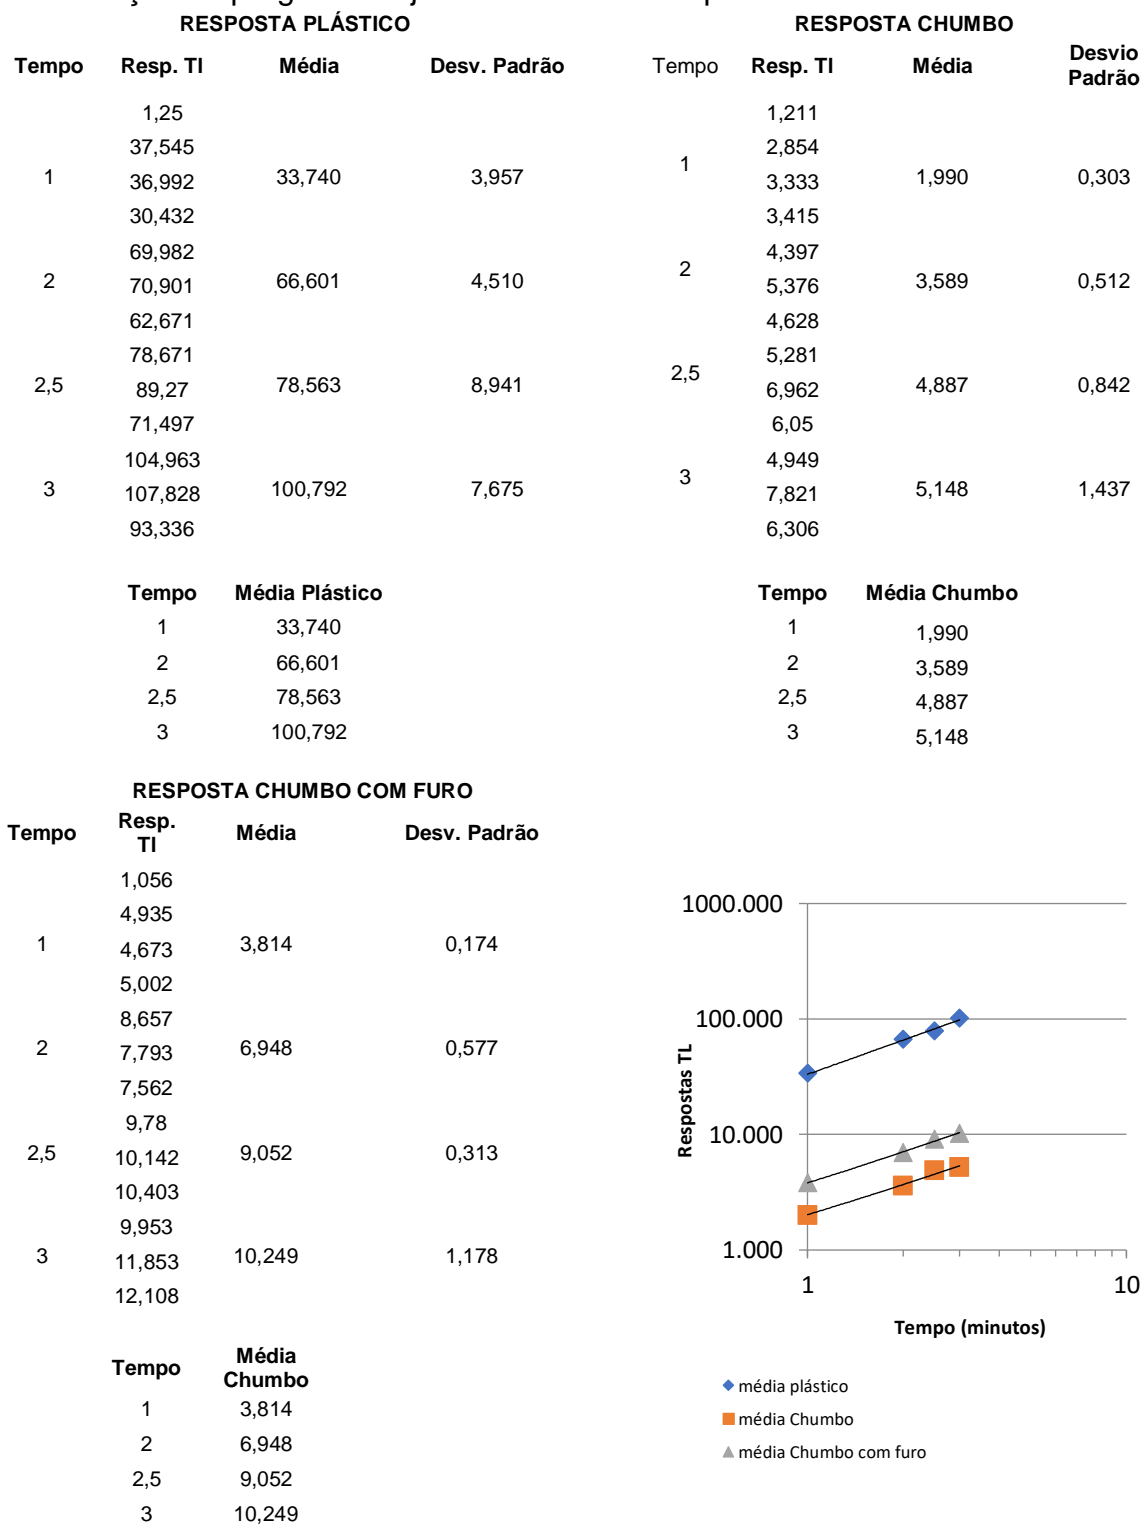 RESPOSTA PLÁSTICO
Tempo Resp. TI Média Desv. Padrão
1,25
37,545
1 36,992 33,740 3,957
30,432
69,982
2 70,901 66,601 4,510
62,671
78,671
2,5 89,27 78,563 8,941
71,497
104,963
3 107,828 100,792 7,675
93,336
RESPOSTA CHUMBO
Tempo Resp. TI Média Desvio Padrão
1,211
2,854
1 3,333 1,990 0,303
3,415
4,397
2 5,376 3,589 0,512
4,628
5,281
2,5 6,962 4,887 0,842
6,05
4,949
3 7,821 5,148 1,437
6,306
Tempo Média Plástico
1 33,740
2 66,601
2,5 78,563
3 100,792
Tempo Média Chumbo
1 1,990
2 3,589
2,5 4,887
3 5,148
RESPOSTA CHUMBO COM FURO
Tempo Resp. TI Média Desv. Padrão
1,056
4,935
1 4,673 3,814 0,174
5,002
8,657
2 7,793 6,948 0,577
7,562
9,78
2,5 10,142 9,052 0,313
10,403
9,953
3 11,853 10,249 1,178
12,108
Tempo Média Chumbo
1 3,814
2 6,948
2,5 9,052
3 10,249
1000.000
100.000
10.000
1.000
Respostas TL
1 10
Tempo (minutos)
média plástico
média Chumbo
média Chumbo com furo